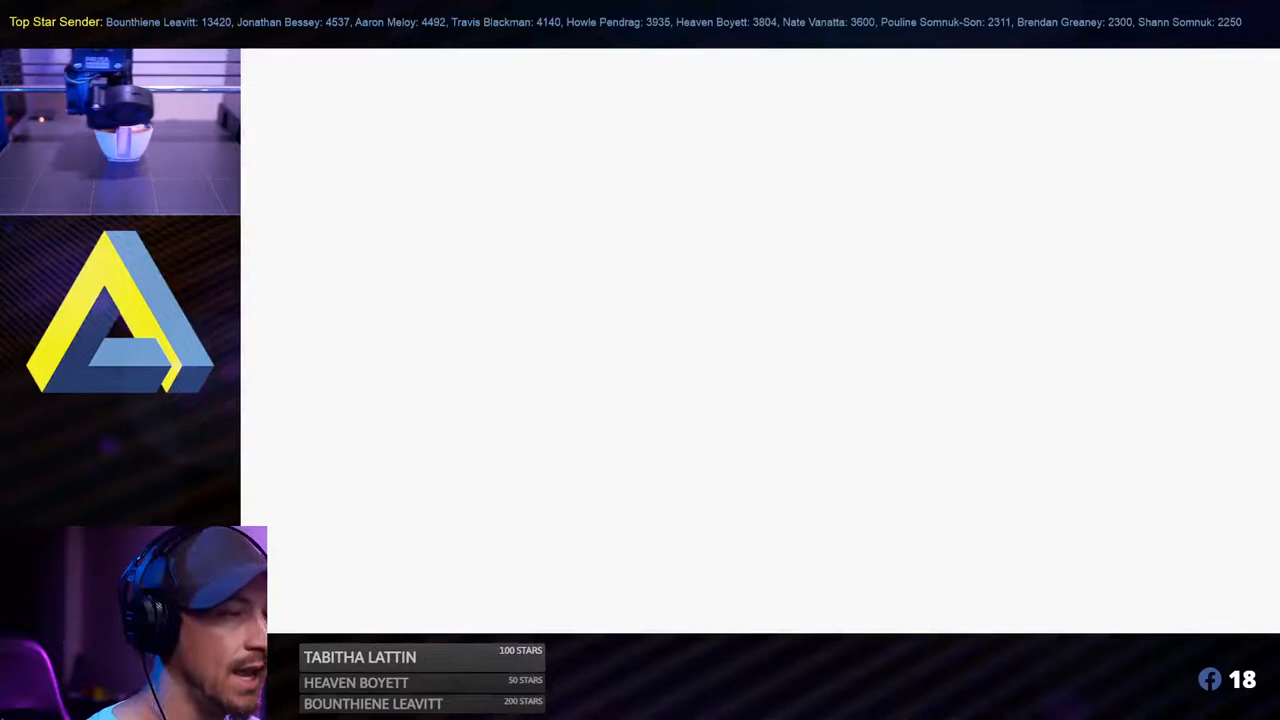 Top Star Sender: Bounthiene Leavitt: 13420, Jonathan Bessey: 4537, Aaron Meloy: 4492, Travis Blackman: 4140, Howle Pendrag: 3935, Heaven Boyett: 3804, Nate Vanatta: 3600, Pouline Somnuk-Son: 2311, Brendan Greaney: 2300, Shann Somnuk: 2250
PRUSA
TABITHA LATTIN 100 STARS
HEAVEN BOYETT 50 STARS
BOUNTHIENE LEAVITT 200 STARS
18